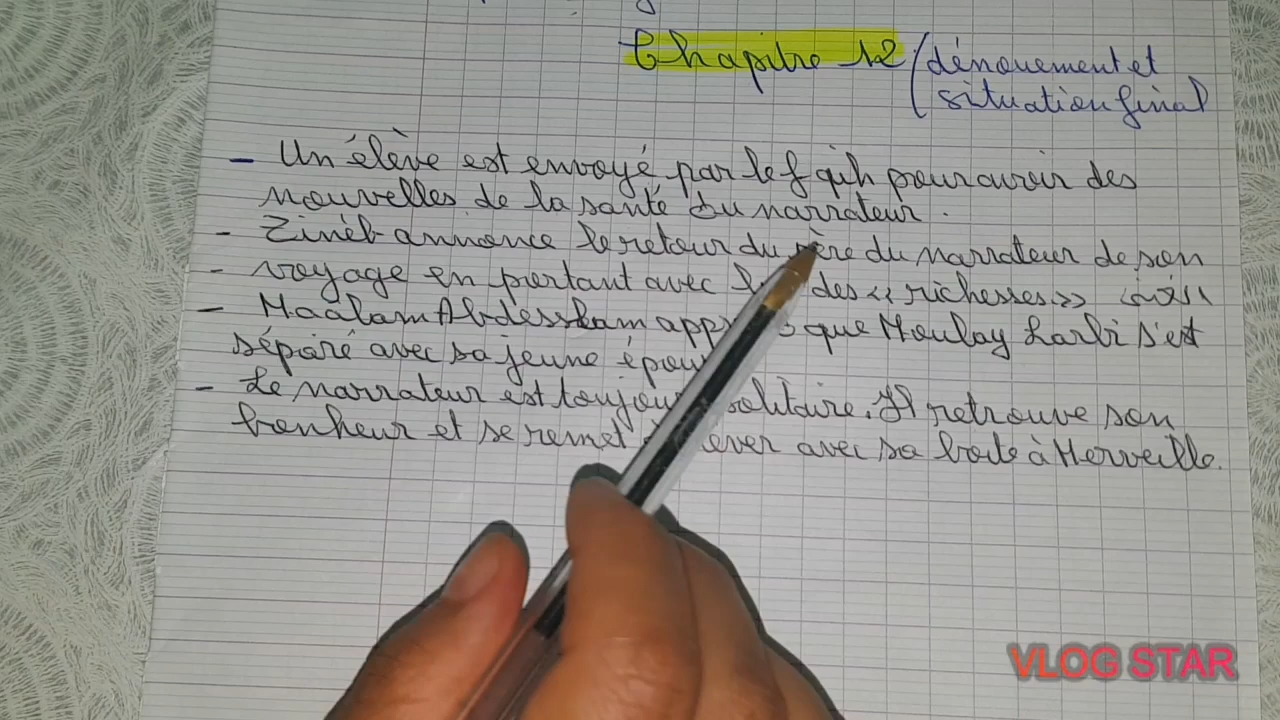 Chapitre 12 / dénouement et
situation final
- Un élève est envoyé par le fqih pour avoir des
nouvelles de la santé du narrateur.
- Zineb annonce le retour du père du narrateur de son
- voyage en portant avec des « richesses »
- Maalam Abdesslam que Moulay Larbi s'est
séparé avec sa jeune
- Le narrateur est toujours solitaire. Il retrouve son
bonheur et se remet avec sa boite à Merveille.
VLOG STAR